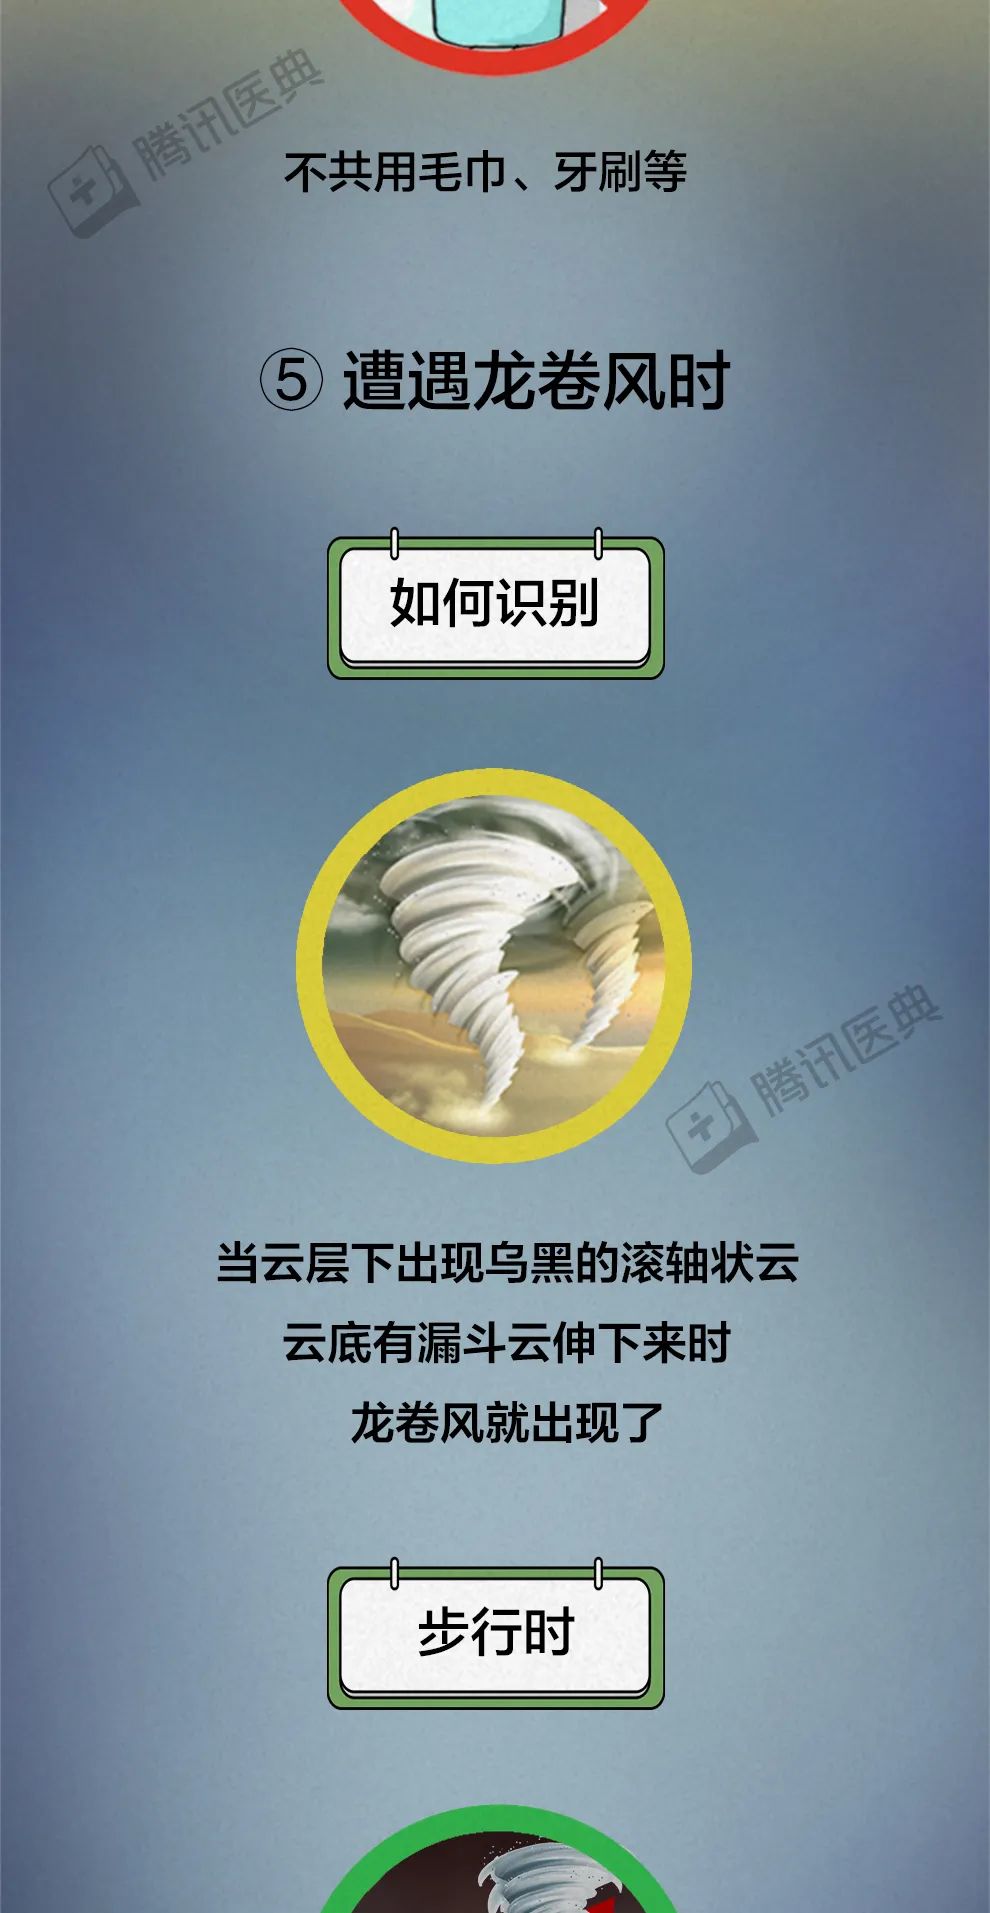 腾讯医典
不共用毛巾、牙刷等
⑤ 遭遇龙卷风时
如何识别
腾讯医典
当云层下出现乌黑的滚轴状云
云底有漏斗云伸下来时
龙卷风就出现了
步行时